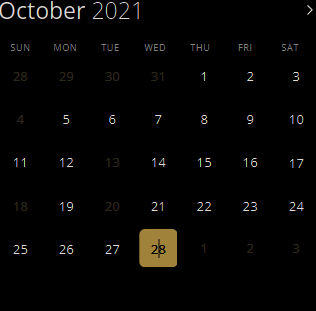 October 2021
SUN MON TUE WED THU FRI SAT
28 29 30 31 1 2 3
4 5 6 7 8 9 10
11 12 13 14 15 16 17
18 19 20 21 22 23 24
25 26 27 28 1 2 3